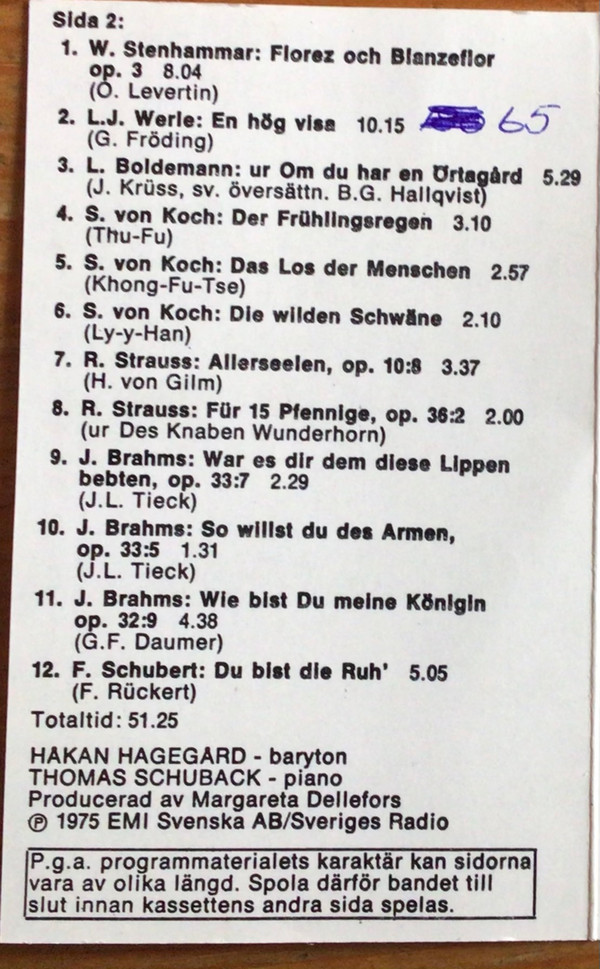 Sida 2:
1. W. Stenhammar: Florez och Blanzeflor
op. 3 8.04
(O. Levertin)
2. L.J. Werle: En hög visa 10.15 65
(G. Fröding)
3. L. Boldemann: ur Om du har en Örtagård 5.29
(J. Krüss, sv. översättn. B.G. Hallqvist)
4. S. von Koch: Der Frühlingsregen 3.10
(Thu-Fu)
5. S. von Koch: Das Los der Menschen 2.57
(Khong-Fu-Tse)
6. S. von Koch: Die wilden Schwäne 2.10
(Ly-y-Han)
7. R. Strauss: Allerseelen, op. 10:8 3.37
(H. von Gilm)
8. R. Strauss: Für 15 Pfennige, op. 36:2 2.00
(ur Des Knaben Wunderhorn)
9. J. Brahms: War es dir dem diese Lippen
bebten, op. 33:7 2.29
(J.L. Tieck)
10. J. Brahms: So willst du des Armen,
op. 33:5 1.31
(J.L. Tieck)
11. J. Brahms: Wie bist Du meine Königin
op. 32:9 4.38
(G.F. Daumer)
12. F. Schubert: Du bist die Ruh' 5.05
(F. Rückert)
Totaltid: 51.25
HAKAN HAGEGARD - baryton
THOMAS SCHUBACK - piano
Producerad av Margareta Dellefors
℗ 1975 EMI Svenska AB/Sveriges Radio
P.g.a. programmaterialets karaktär kan sidorna
vara av olika längd. Spola därför bandet till
slut innan kassettens andra sida spelas.